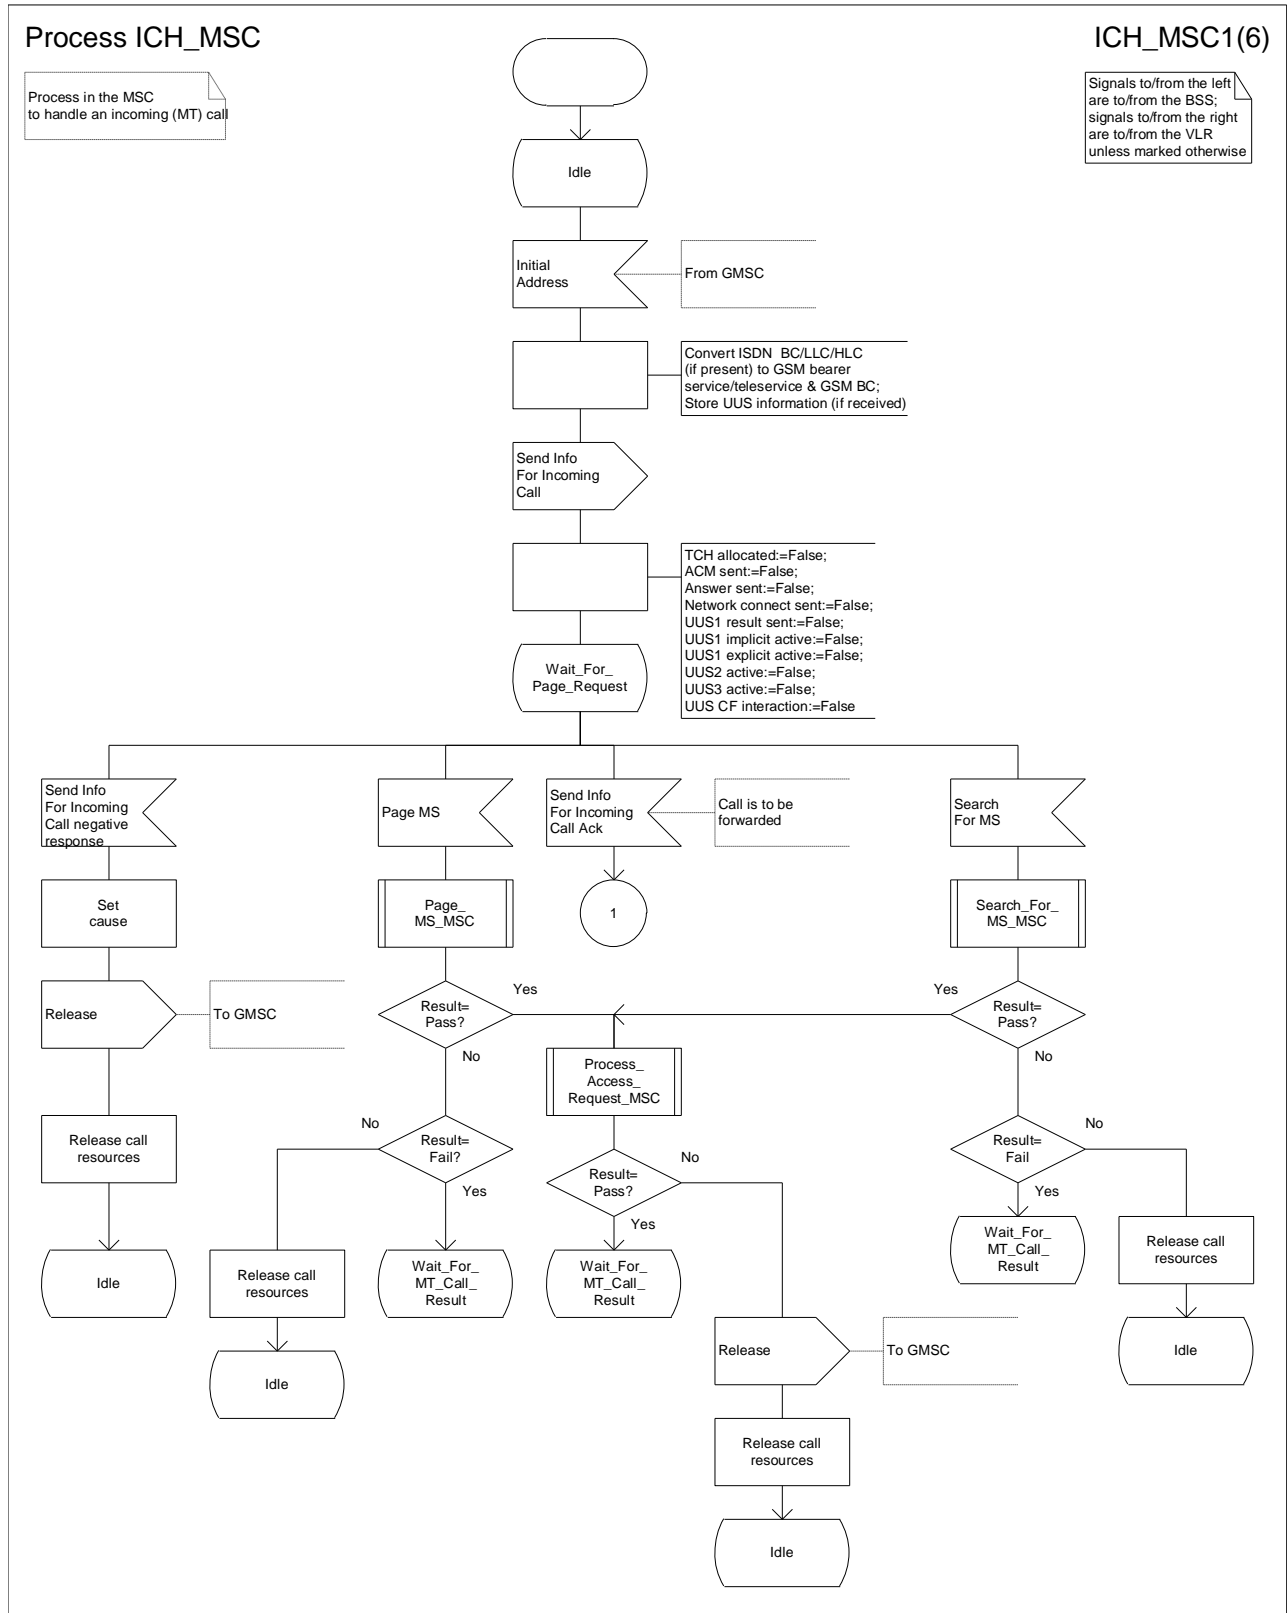 Process ICH_MSC
ICH_MSC1(6)
Process in the MSC
to handle an incoming (MT) call
Signals to/from the left
are to/from the BSS;
signals to/from the right
are to/from the VLR
unless marked otherwise
Idle
Initial
Address
From GMSC
Convert ISDN BC/LLC/HLC
(if present) to GSM bearer
service/teleservice & GSM BC;
Store UUS information (if received)
Send Info
For Incoming
Call
TCH allocated:=False;
ACM sent:=False;
Answer sent:=False;
Network connect sent:=False;
UUS1 result sent:=False;
UUS1 implicit active:=False;
UUS1 explicit active:=False;
UUS2 active:=False;
UUS3 active:=False;
UUS CF interaction:=False
Wait_For_
Page_Request
Send Info
For Incoming
Call negative
response
Page MS
Send Info
For Incoming
Call Ack
Call is to be
forwarded
Search
For MS
Set
cause
Page_
MS_MSC
1
Search_For_
MS_MSC
Release
To GMSC
Result=
Pass?
Yes
No
Yes
Result=
Pass?
No
Process_
Access_
Request_MSC
Release call
resources
No
Result=
Fail?
Yes
Result=
Pass?
No
Yes
Result=
Fail
No
Yes
Idle
Release call
resources
Wait_For_
MT_Call_
Result
Wait_For_
MT_Call_
Result
Wait_For_
MT_Call_
Result
Release call
resources
Idle
Release
To GMSC
Idle
Release call
resources
Idle